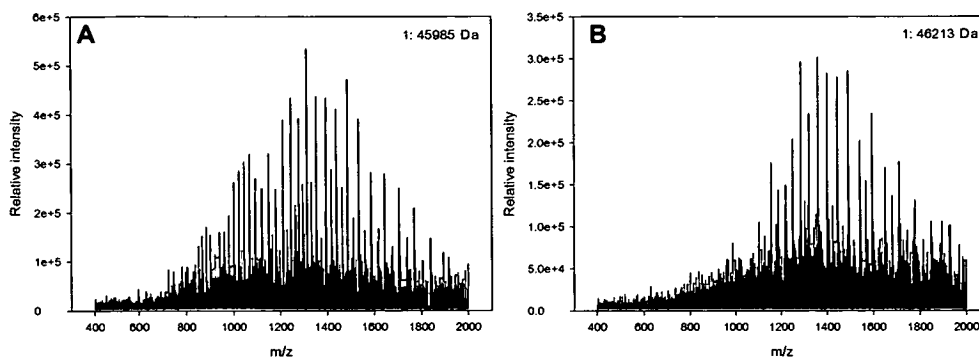 A
1: 45985 Da
6e+5
5e+5
4e+5
3e+5
2e+5
1e+5
0
Relative intensity
400 600 800 1000 1200 1400 1600 1800 2000
m/z
B
1: 46213 Da
3.5e+5
3.0e+5
2.5e+5
2.0e+5
1.5e+5
1.0e+5
5.0e+4
0.0
Relative intensity
400 600 800 1000 1200 1400 1600 1800 2000
m/z